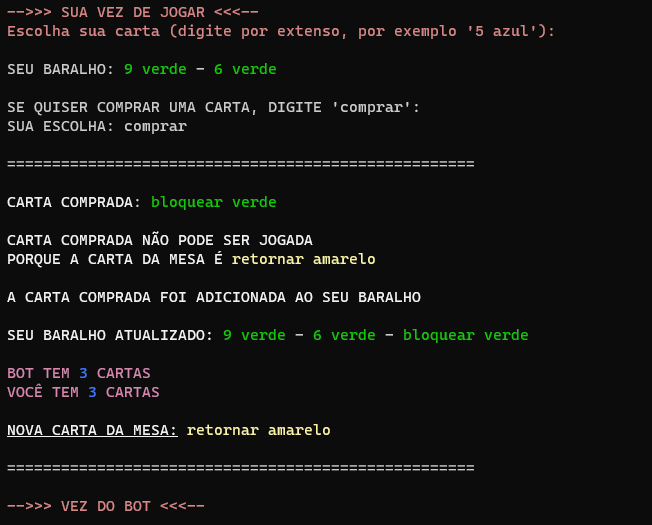 -->>> SUA VEZ DE JOGAR <<<--
Escolha sua carta (digite por extenso, por exemplo '5 azul'):
SEU BARALHO: 9 verde - 6 verde
SE QUISER COMPRAR UMA CARTA, DIGITE 'comprar':
SUA ESCOLHA: comprar
====================================================
CARTA COMPRADA: bloquear verde
CARTA COMPRADA NÃO PODE SER JOGADA
PORQUE A CARTA DA MESA É retornar amarelo
A CARTA COMPRADA FOI ADICIONADA AO SEU BARALHO
SEU BARALHO ATUALIZADO: 9 verde - 6 verde - bloquear verde
BOT TEM 3 CARTAS
VOCÊ TEM 3 CARTAS
NOVA CARTA DA MESA: retornar amarelo
====================================================
-->>> VEZ DO BOT <<<--